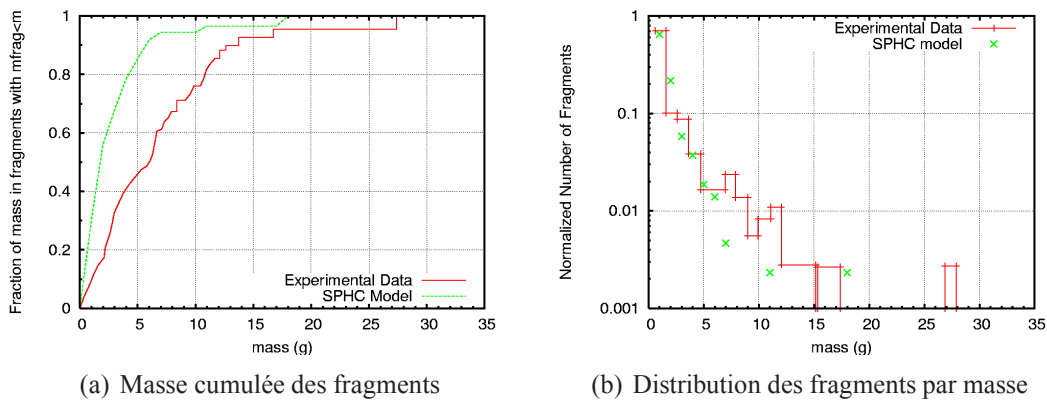 Fraction of mass in fragments with mfrag<m
1
0.8
0.6
0.4
0.2
0
0 5 10 15 20 25 30 35
mass (g)
Experimental Data
SPHC Model
(a) Masse cumulée des fragments
Normalized Number of Fragments
1
0.1
0.01
0.001
0 5 10 15 20 25 30 35
mass (g)
Experimental Data
SPHC model
(b) Distribution des fragments par masse